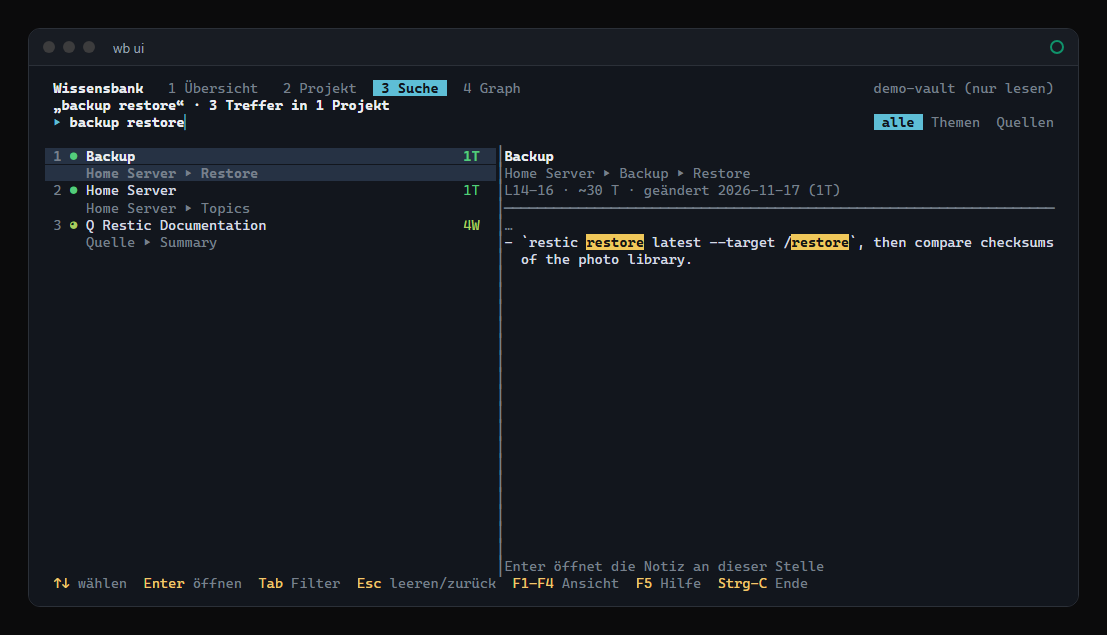 wb ui
Wissensbank 1 Übersicht 2 Projekt 3 Suche 4 Graph demo-vault (nur lesen)
„backup restore“ · 3 Treffer in 1 Projekt
▸ backup restore alle Themen Quellen
1 ● Backup 1T
Home Server ▸ Restore
2 ● Home Server 1T
Home Server ▸ Topics
3 Q Restic Documentation 4W
Quelle ▸ Summary
Backup
Home Server ▸ Backup ▸ Restore
L14-16 · ~30 T · geändert 2026-11-17 (1T)
…
- `restic restore latest --target /restore`, then compare checksums
of the photo library.
Enter öffnet die Notiz an dieser Stelle
↑↓ wählen Enter öffnen Tab Filter Esc leeren/zurück F1-F4 Ansicht F5 Hilfe Strg-C Ende